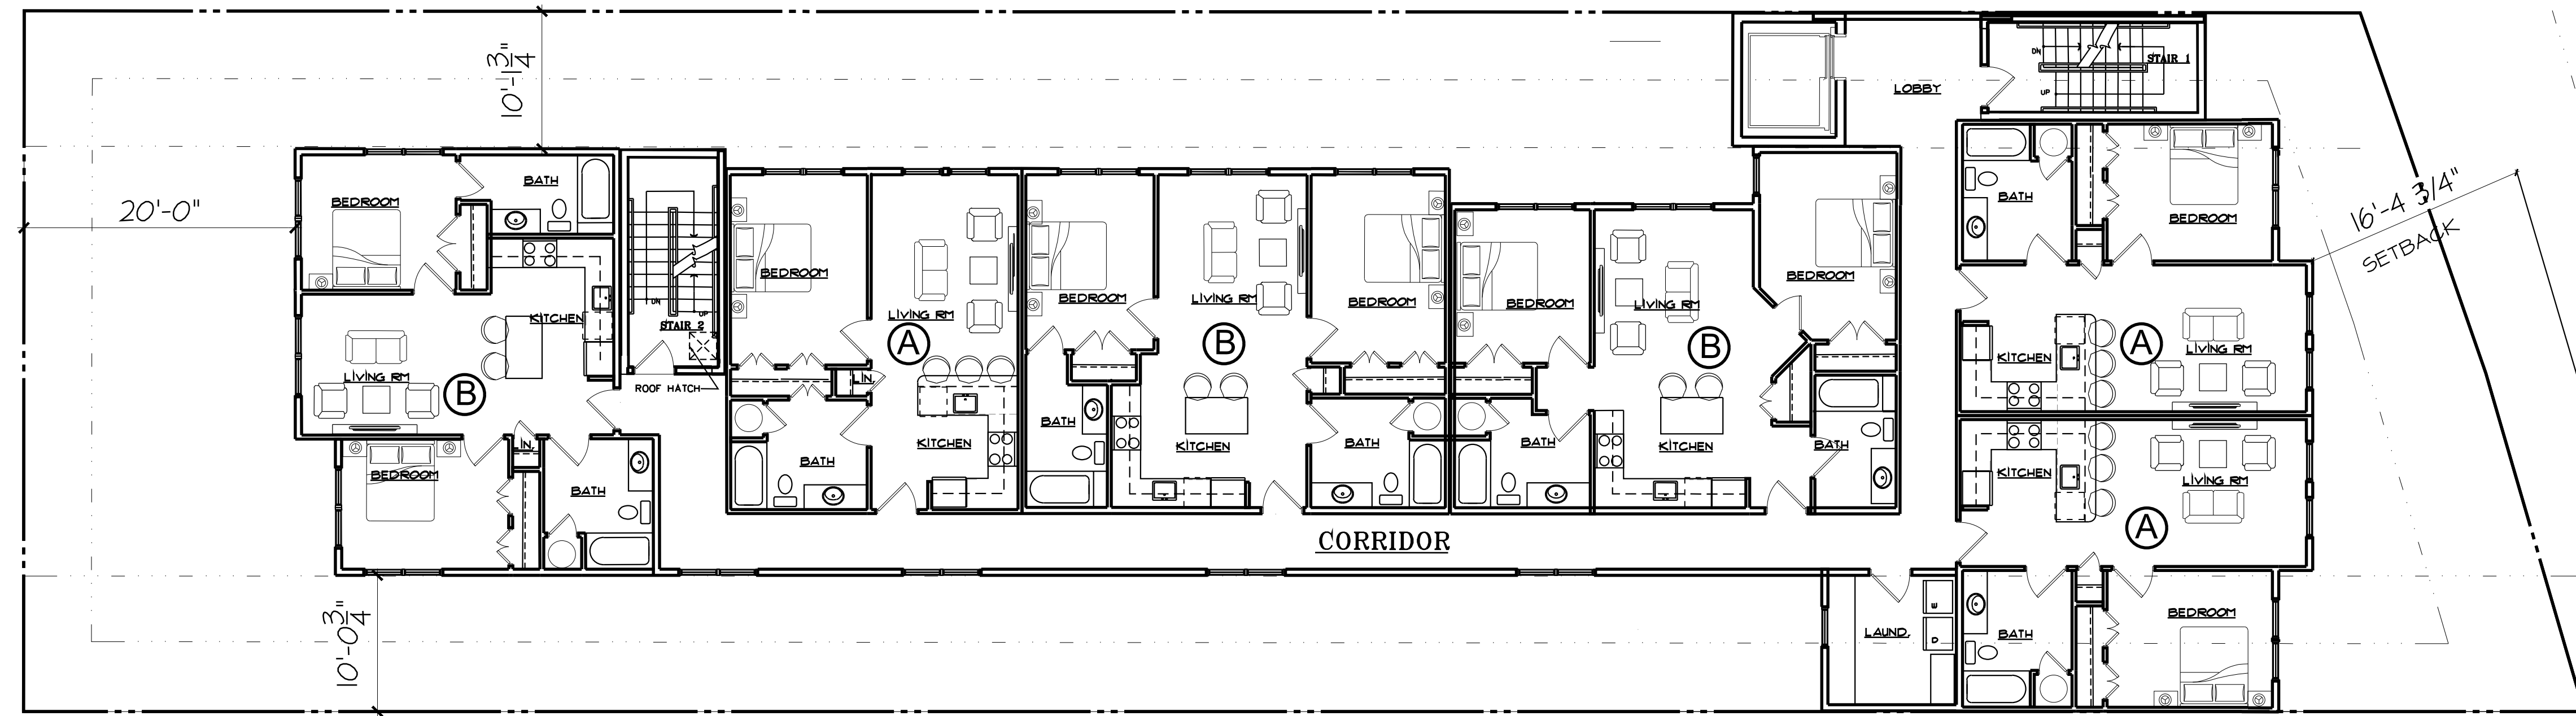 10'-1 3/4"
20'-0"
BEDROOM
BATH
KITCHEN
LIVING RM
B
BEDROOM
LIN.
BATH
DN
UP
STAIR 2
ROOF HATCH
BEDROOM
LIVING RM
A
LIN.
BATH
KITCHEN
BEDROOM
LIVING RM
BEDROOM
B
BATH
KITCHEN
BATH
BEDROOM
LIVING RM
BEDROOM
B
BATH
KITCHEN
BATH
CORRIDOR
LOBBY
DN
UP
STAIR 1
BATH
BEDROOM
KITCHEN
A
LIVING RM
KITCHEN
LIVING RM
A
BATH
BEDROOM
LAUND.
W
D
16'-4 3/4"
SETBACK
10'-0 3/4"